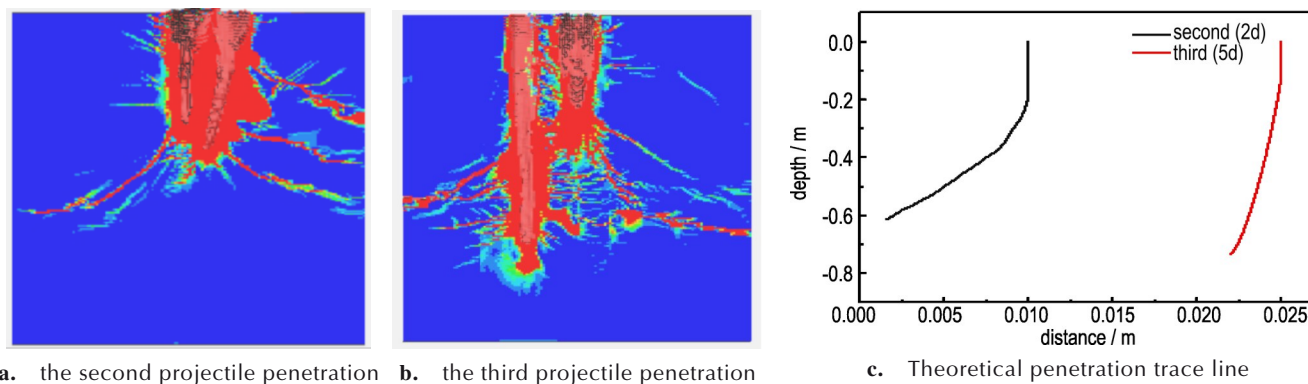 second (2d)
third (5d)
0.0
-0.2
-0.4
-0.6
-0.8
depth / m
0.000 0.005 0.010 0.015 0.020 0.025
distance / m
a. the second projectile penetration
b. the third projectile penetration
c. Theoretical penetration trace line